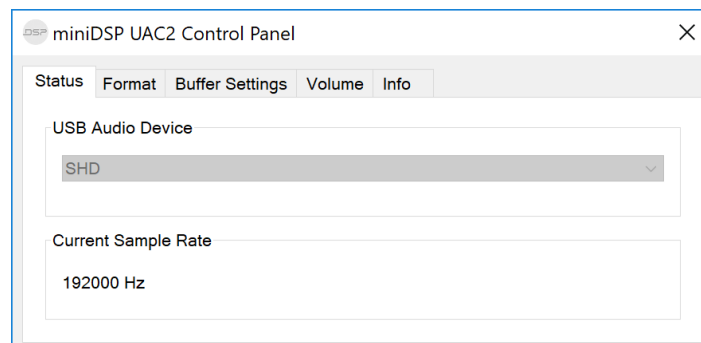 DSP miniDSP UAC2 Control Panel
Status Format Buffer Settings Volume Info
USB Audio Device
SHD
Current Sample Rate
192000 Hz